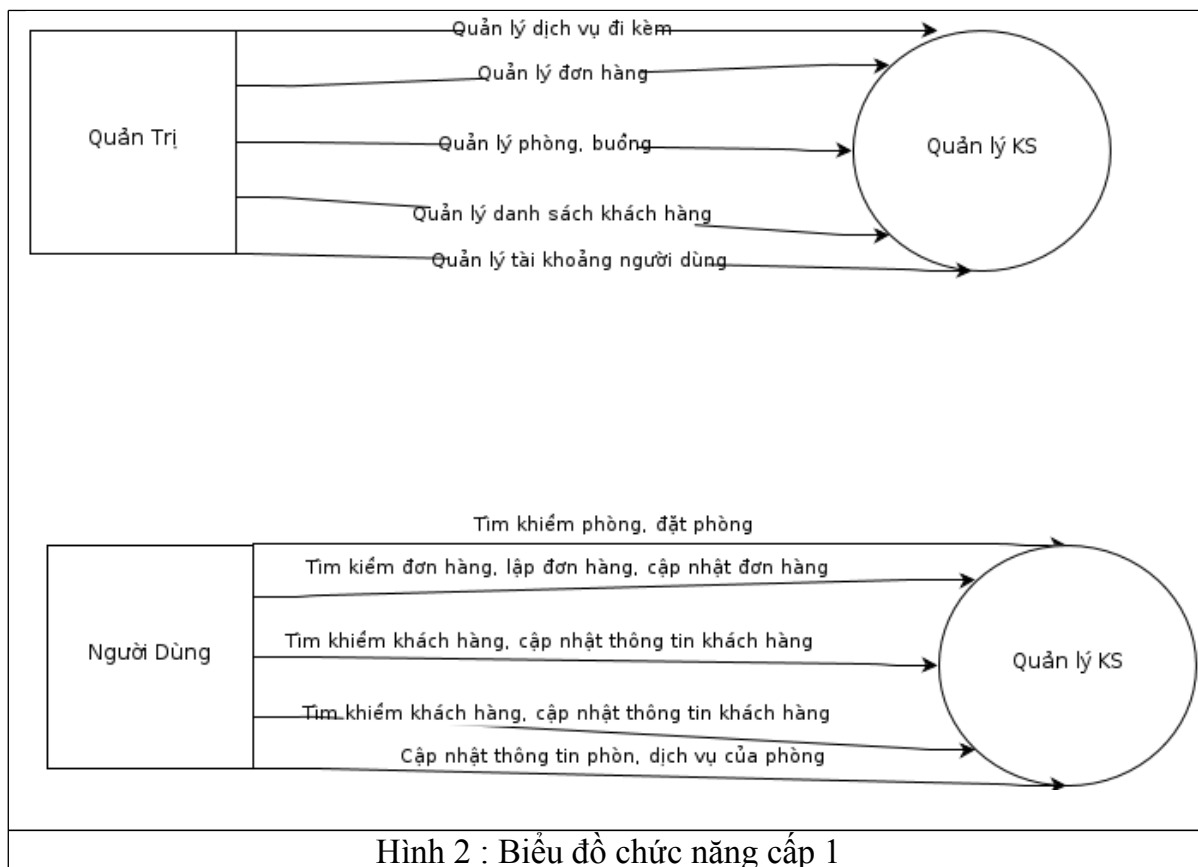 Quản lý dịch vụ đi kèm
Quản lý đơn hàng
Quản Trị
Quản lý phòng, buồng
Quản lý KS
Quản lý danh sách khách hàng
Quản lý tài khoảng người dùng
Tìm khiếm phòng, đặt phòng
Tìm kiếm đơn hàng, lập đơn hàng, cập nhật đơn hàng
Tìm khiếm khách hàng, cập nhật thông tin khách hàng
Người Dùng
Quản lý KS
Tìm khiếm khách hàng, cập nhật thông tin khách hàng
Cập nhật thông tin phòn, dịch vụ của phòng
Hình 2 : Biểu đồ chức năng cấp 1